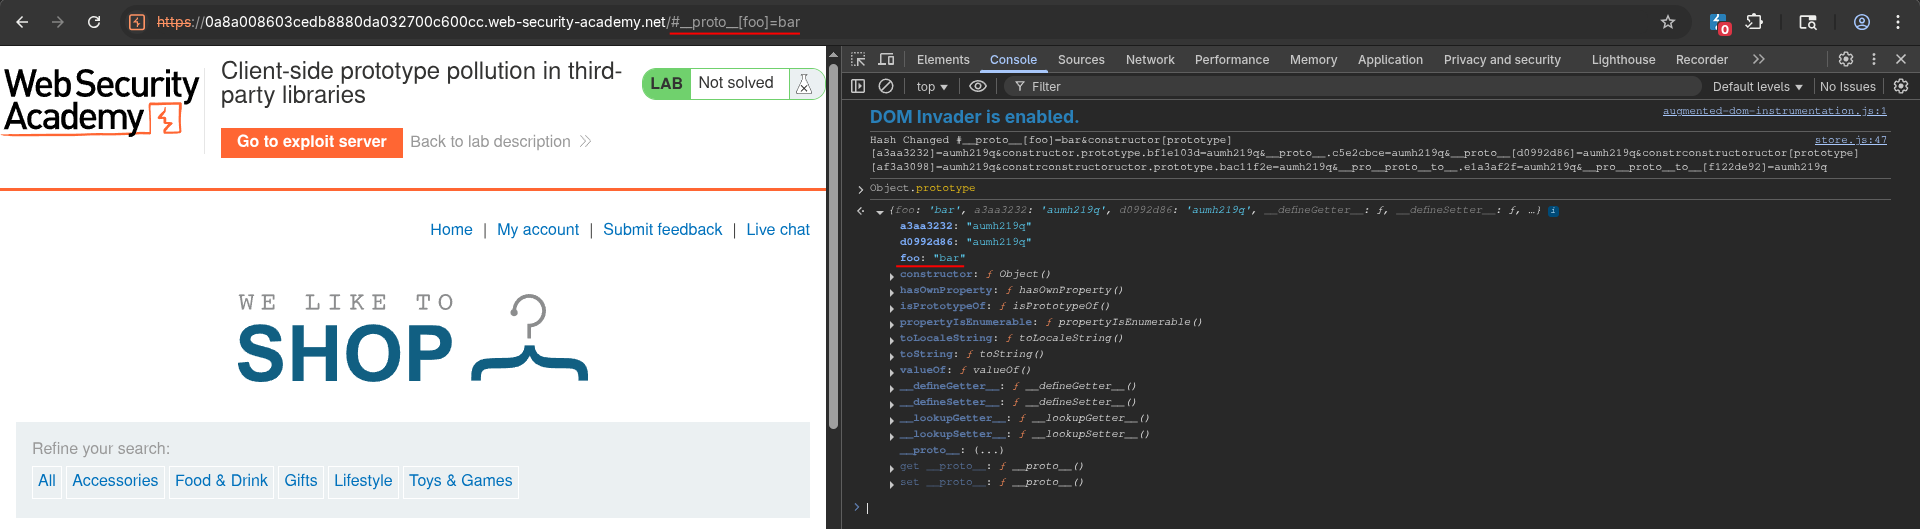 https://0a8a008603cedb8880da032700c600cc.web-security-academy.net/#__proto__[foo]=bar
0
Web Security
Academy
Client-side prototype pollution in third-
party libraries
LAB Not solved
Go to exploit server Back to lab description
Home | My account | Submit feedback | Live chat
WE LIKE TO
SHOP
Refine your search:
All Accessories Food & Drink Gifts Lifestyle Toys & Games
Elements Console Sources Network Performance Memory Application Privacy and security Lighthouse Recorder
top Filter Default levels No Issues
DOM Invader is enabled. augmented-dom-instrumentation.js:1
Hash Changed #__proto__[foo]=bar&constructor[prototype] store.js:47
[a3aa3232]=aumh219q&constructor.prototype.bf1e103d=aumh219q&__proto__.c5e2cbce=aumh219q&__proto__[d0992d86]=aumh219q&constrconstructoructor[prototype]
[af3a3098]=aumh219q&constrconstructoructor.prototype.bac11f2e=aumh219q&__pro__proto__to__.e1a3af2f=aumh219q&__pro__proto__to__[f122de92]=aumh219q
Object.prototype
{foo: 'bar', a3aa3232: 'aumh219q', d0992d86: 'aumh219q', __defineGetter__: ƒ, __defineSetter__: ƒ, …} i
a3aa3232: "aumh219q"
d0992d86: "aumh219q"
foo: "bar"
constructor: ƒ Object()
hasOwnProperty: ƒ hasOwnProperty()
isPrototypeOf: ƒ isPrototypeOf()
propertyIsEnumerable: ƒ propertyIsEnumerable()
toLocaleString: ƒ toLocaleString()
toString: ƒ toString()
valueOf: ƒ valueOf()
__defineGetter__: ƒ __defineGetter__()
__defineSetter__: ƒ __defineSetter__()
__lookupGetter__: ƒ __lookupGetter__()
__lookupSetter__: ƒ __lookupSetter__()
__proto__: (...)
get __proto__: ƒ __proto__()
set __proto__: ƒ __proto__()